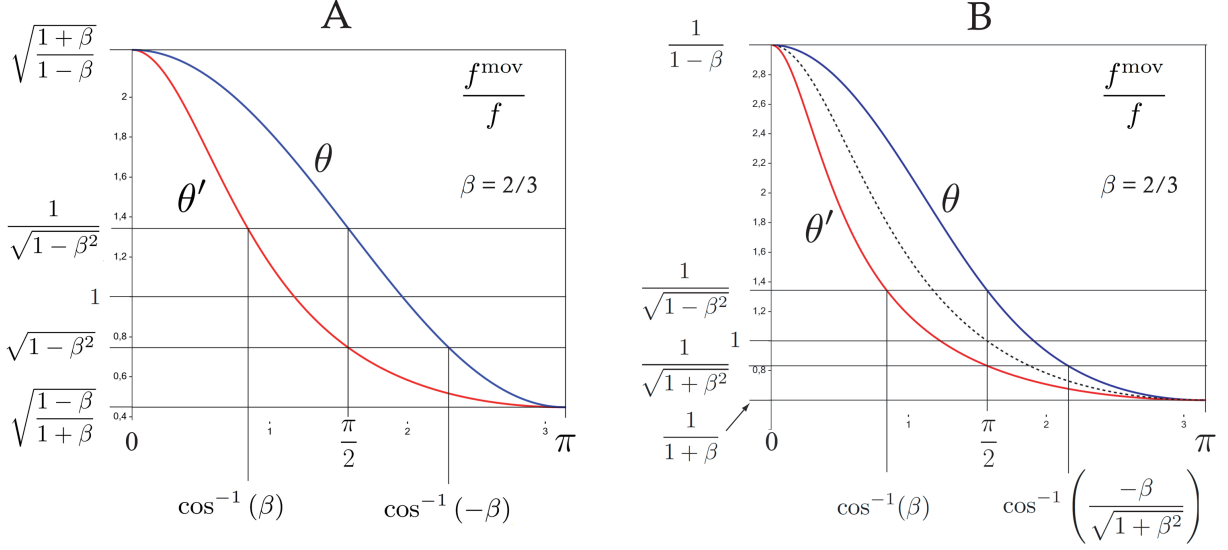 A
√((1 + β)/(1 − β))
2
1,8
1,6
1/√(1 − β²)
1,4
1,2
1
√(1 − β²)
0,8
0,6
√((1 − β)/(1 + β))
0,4
f^mov/f
β = 2/3
θ
θ′
0
1
π/2
2
3
π
cos⁻¹ (β)
cos⁻¹ (−β)
B
1/(1 − β)
2,8
2,6
2,4
2,2
2
1,8
1,6
1,4
1/√(1 − β²)
1,2
1
1/√(1 + β²)
0,8
1/(1 + β)
f^mov/f
β = 2/3
θ
θ′
0
1
π/2
2
3
π
cos⁻¹(β)
cos⁻¹ (−β/√(1 + β²))